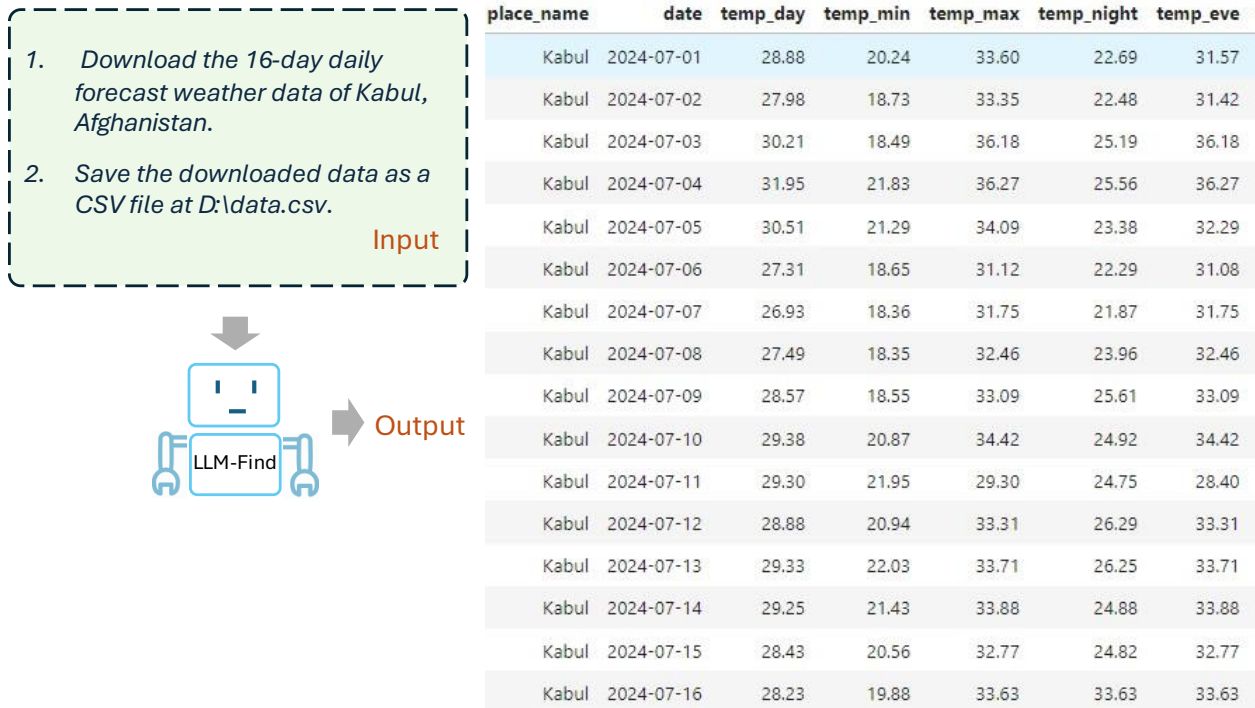 1. Download the 16-day daily
forecast weather data of Kabul,
Afghanistan.
2. Save the downloaded data as a
CSV file at D:\data.csv.
Input
LLM-Find
Output
place_name date temp_day temp_min temp_max temp_night temp_eve
Kabul 2024-07-01 28.88 20.24 33.60 22.69 31.57
Kabul 2024-07-02 27.98 18.73 33.35 22.48 31.42
Kabul 2024-07-03 30.21 18.49 36.18 25.19 36.18
Kabul 2024-07-04 31.95 21.83 36.27 25.56 36.27
Kabul 2024-07-05 30.51 21.29 34.09 23.38 32.29
Kabul 2024-07-06 27.31 18.65 31.12 22.29 31.08
Kabul 2024-07-07 26.93 18.36 31.75 21.87 31.75
Kabul 2024-07-08 27.49 18.35 32.46 23.96 32.46
Kabul 2024-07-09 28.57 18.55 33.09 25.61 33.09
Kabul 2024-07-10 29.38 20.87 34.42 24.92 34.42
Kabul 2024-07-11 29.30 21.95 29.30 24.75 28.40
Kabul 2024-07-12 28.88 20.94 33.31 26.29 33.31
Kabul 2024-07-13 29.33 22.03 33.71 26.25 33.71
Kabul 2024-07-14 29.25 21.43 33.88 24.88 33.88
Kabul 2024-07-15 28.43 20.56 32.77 24.82 32.77
Kabul 2024-07-16 28.23 19.88 33.63 33.63 33.63